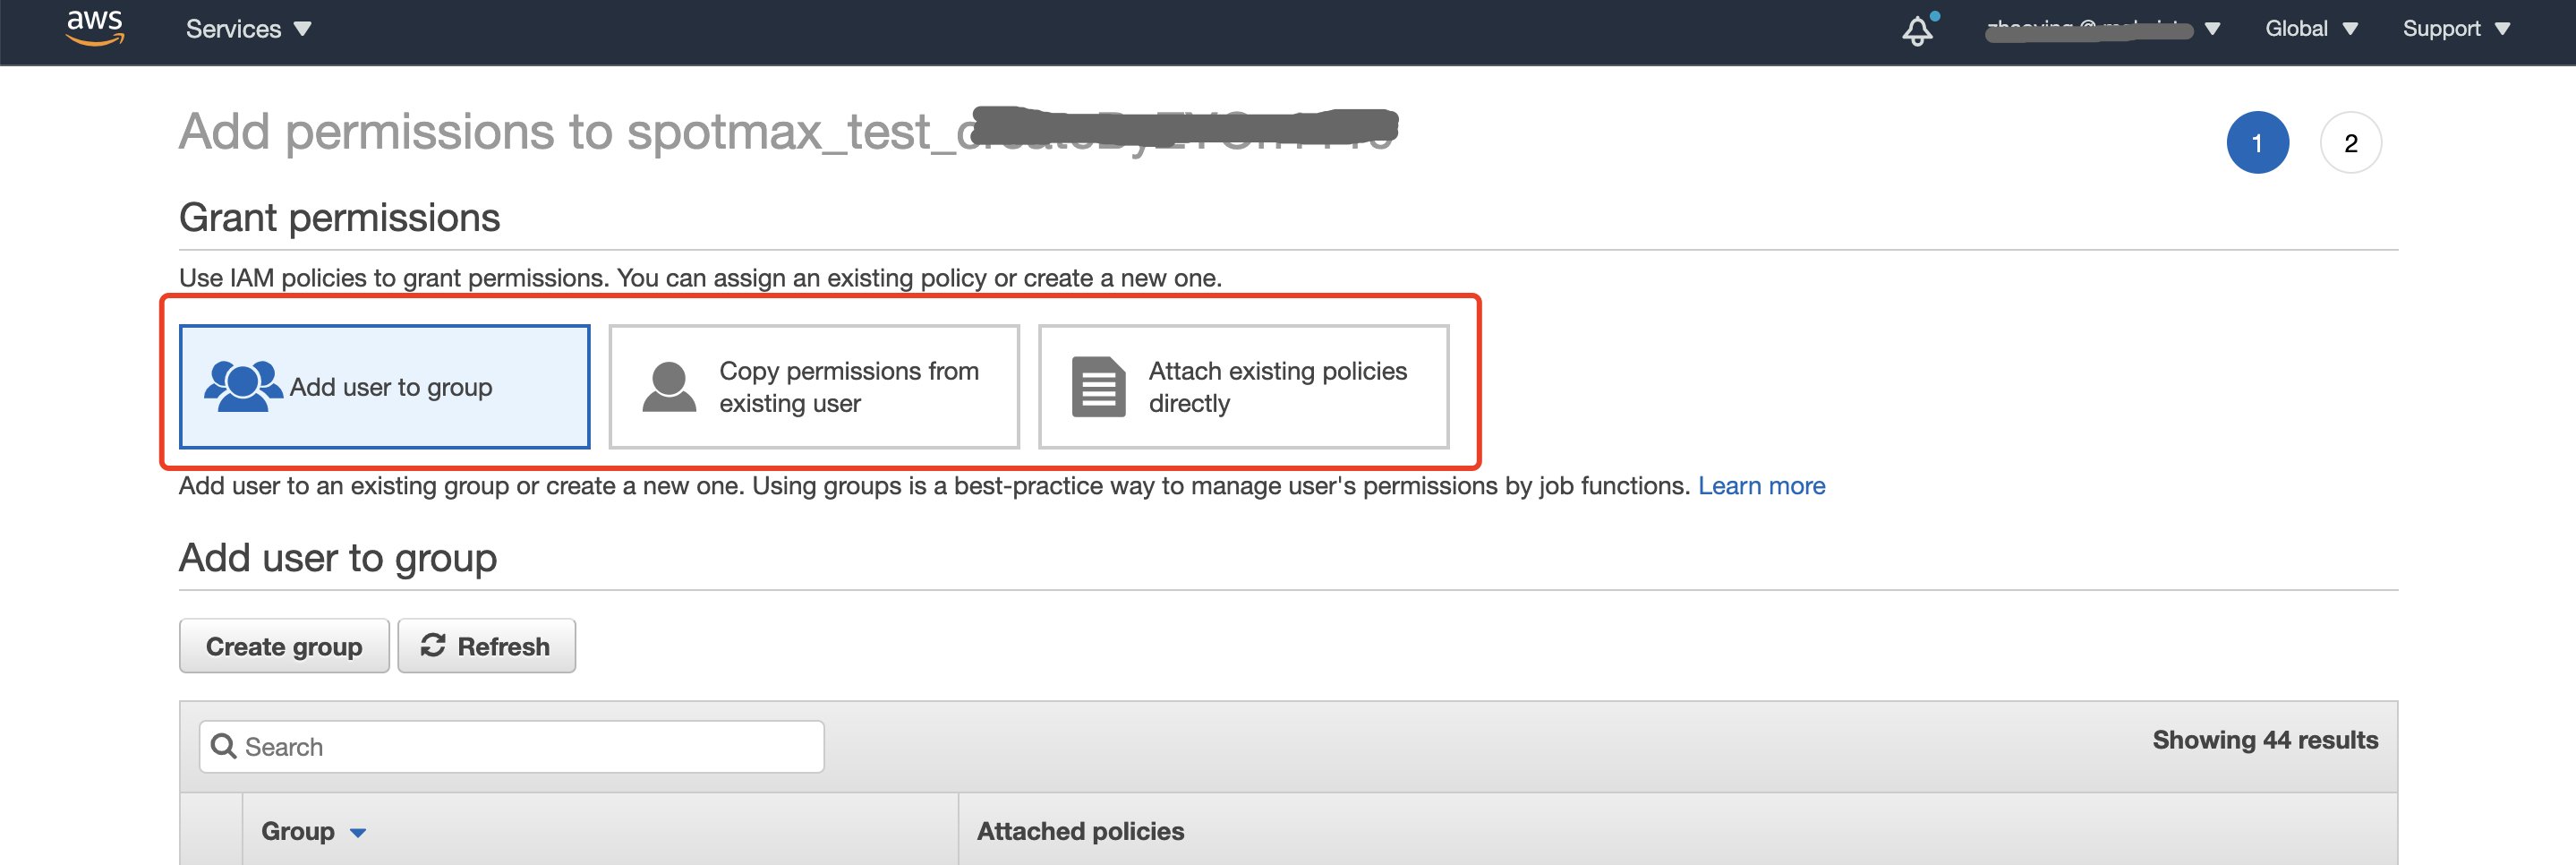 aws
Services
Global
Support
Add permissions to spotmax_test_
1
2
Grant permissions
Use IAM policies to grant permissions. You can assign an existing policy or create a new one.
Add user to group
Copy permissions from
existing user
Attach existing policies
directly
Add user to an existing group or create a new one. Using groups is a best-practice way to manage user's permissions by job functions. Learn more
Add user to group
Create group
Refresh
Search
Showing 44 results
Group
Attached policies